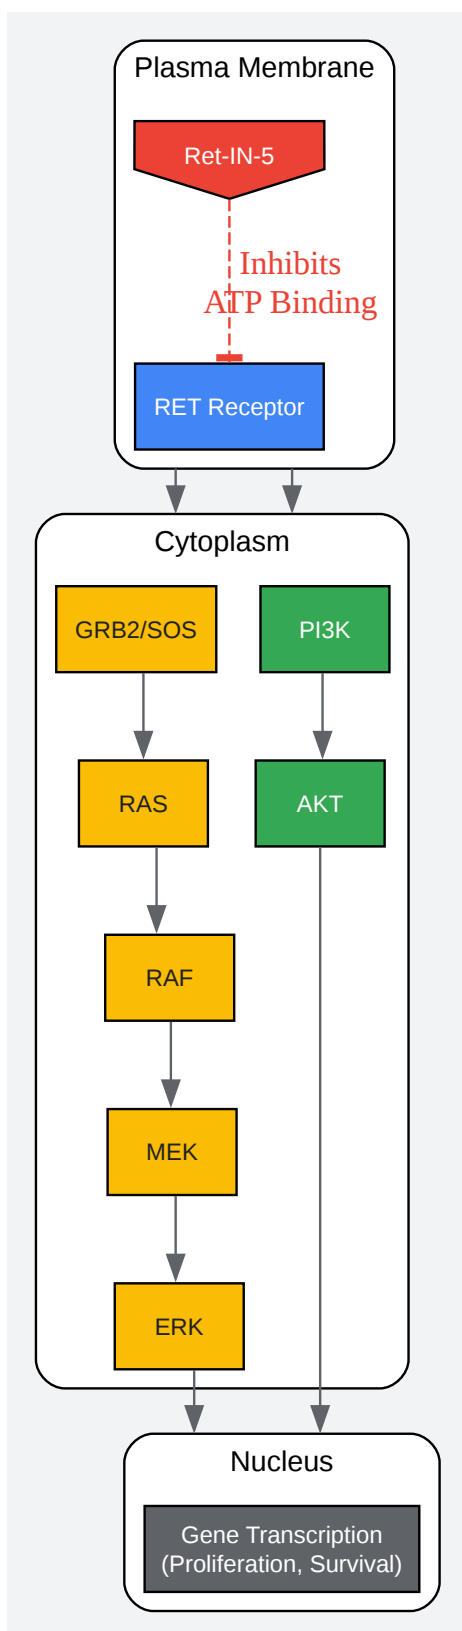 Plasma Membrane
Ret-IN-5
Inhibits
ATP Binding
RET Receptor
Cytoplasm
GRB2/SOS
PI3K
RAS
AKT
RAF
MEK
ERK
Nucleus
Gene Transcription
(Proliferation, Survival)